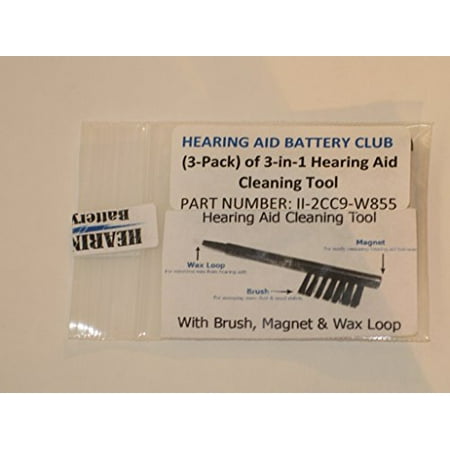 HEARING AID BATTERY CLUB
(3-Pack) of 3-in-1 Hearing Aid
Cleaning Tool
PART NUMBER: II-2CC9-W855
Hearing Aid Cleaning Tool
Magnet
Wax Loop
Brush
With Brush, Magnet & Wax Loop
HEARIN
Battery